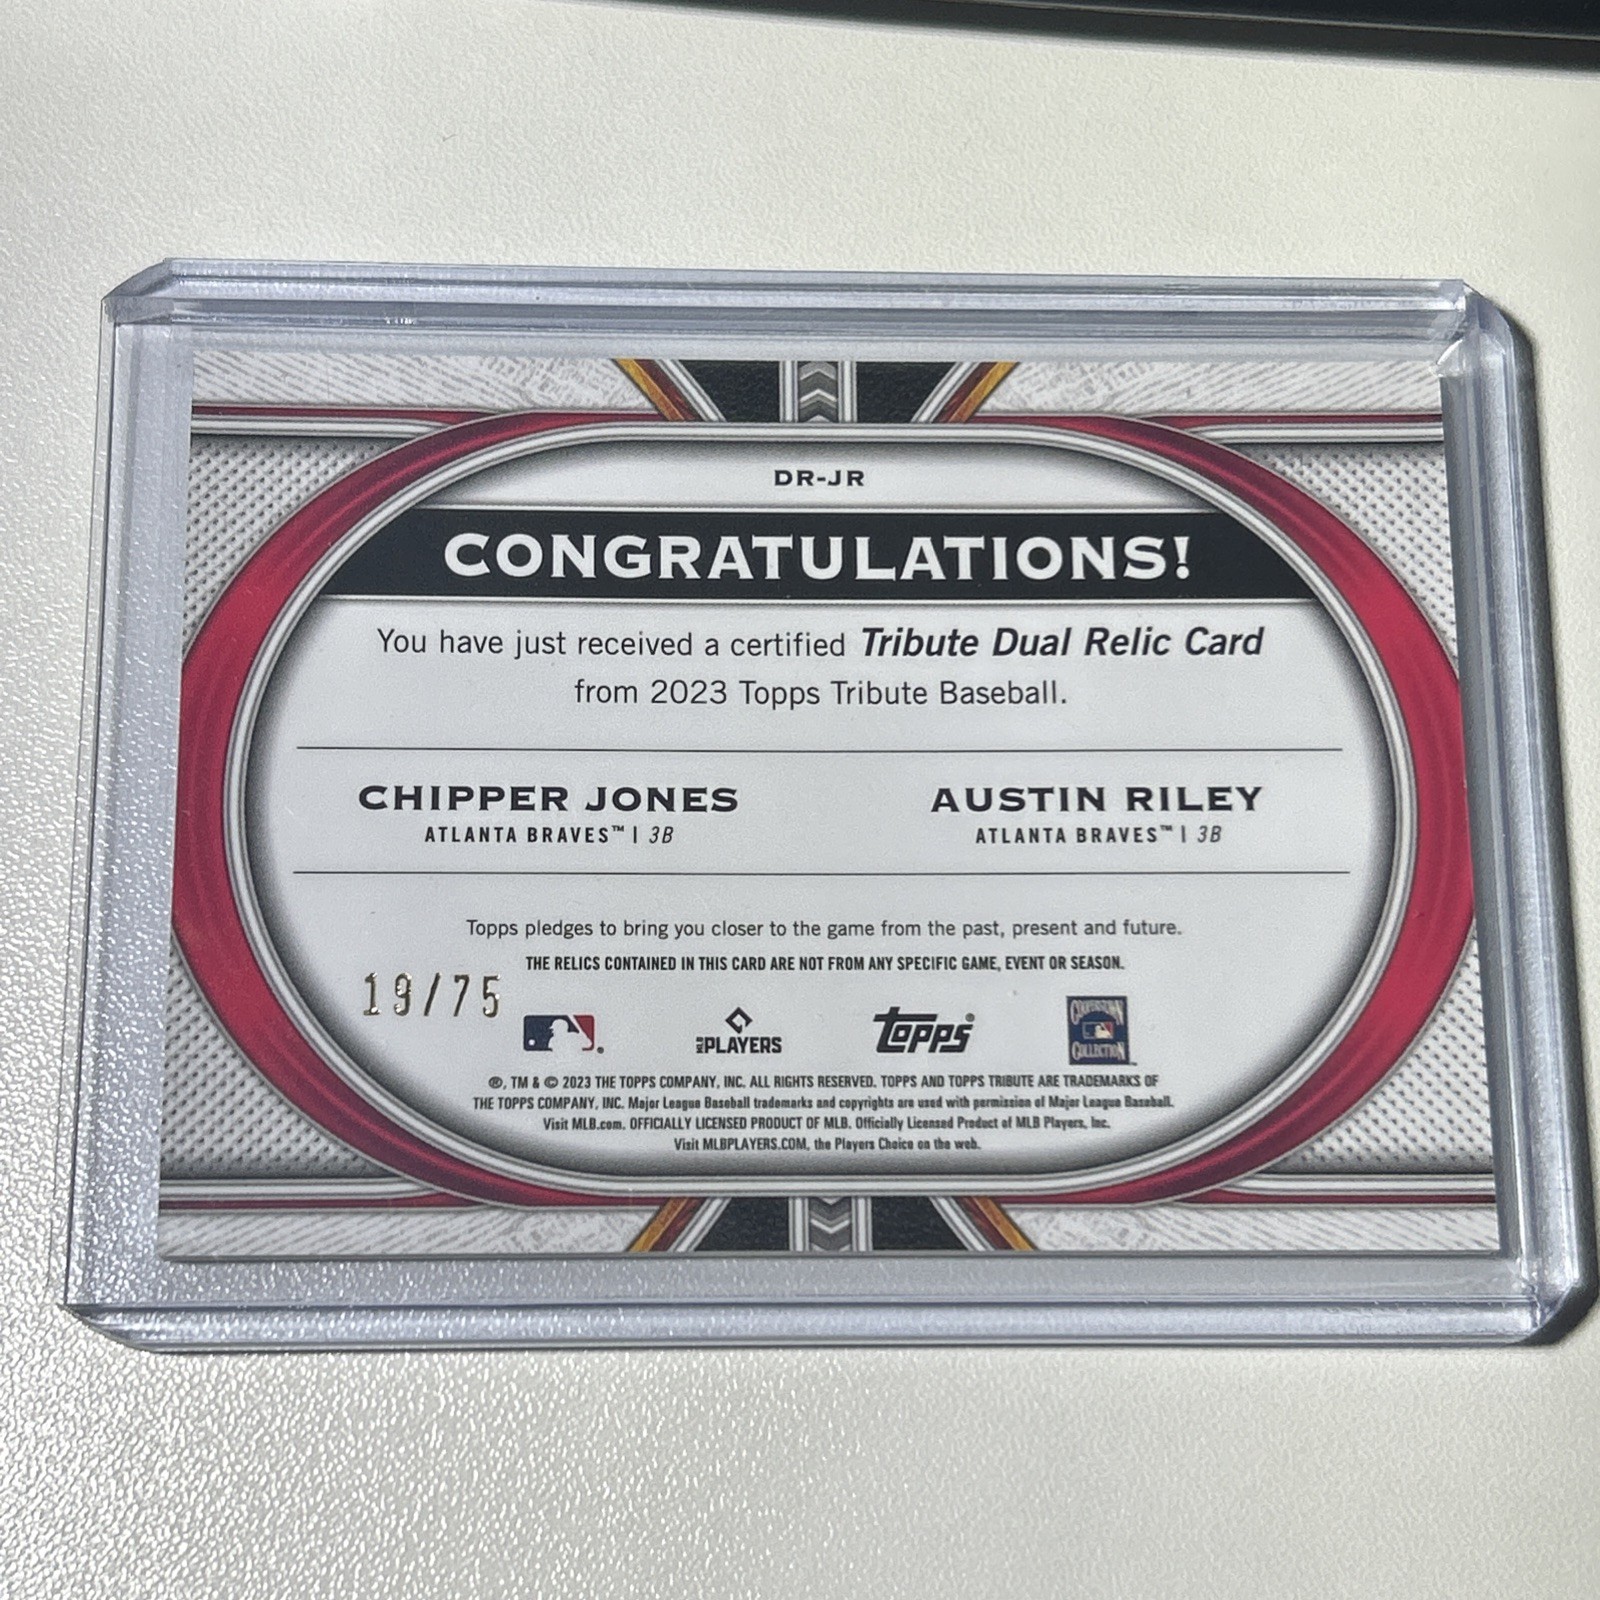 DR-JR
CONGRATULATIONS!
You have just received a certified Tribute Dual Relic Card
from 2023 Topps Tribute Baseball.
CHIPPER JONES
ATLANTA BRAVES™ | 3B
AUSTIN RILEY
ATLANTA BRAVES™ | 3B
Topps pledges to bring you closer to the game from the past, present and future.
THE RELICS CONTAINED IN THIS CARD ARE NOT FROM ANY SPECIFIC GAME, EVENT OR SEASON.
19/75
MLB PLAYERS
Topps®
COOPERSTOWN
COLLECTION™
®, TM & © 2023 THE TOPPS COMPANY, INC. ALL RIGHTS RESERVED. TOPPS AND TOPPS TRIBUTE ARE TRADEMARKS OF
THE TOPPS COMPANY, INC. Major League Baseball trademarks and copyrights are used with permission of Major League Baseball.
Visit MLB.com. OFFICIALLY LICENSED PRODUCT OF MLB. Officially Licensed Product of MLB Players, Inc.
Visit MLBPLAYERS.COM, the Players Choice on the web.